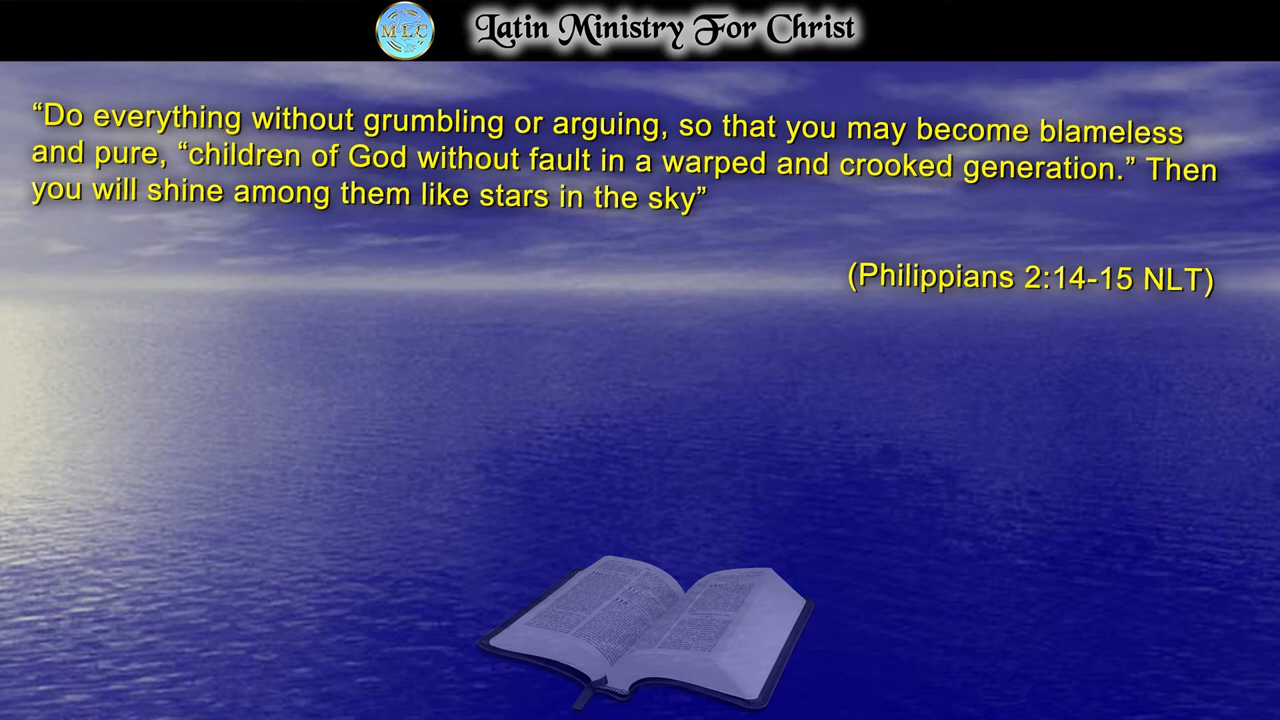 MLC
Latin Ministry For Christ
“Do everything without grumbling or arguing, so that you may become blameless
and pure, “children of God without fault in a warped and crooked generation.” Then
you will shine among them like stars in the sky”
(Philippians 2:14-15 NLT)